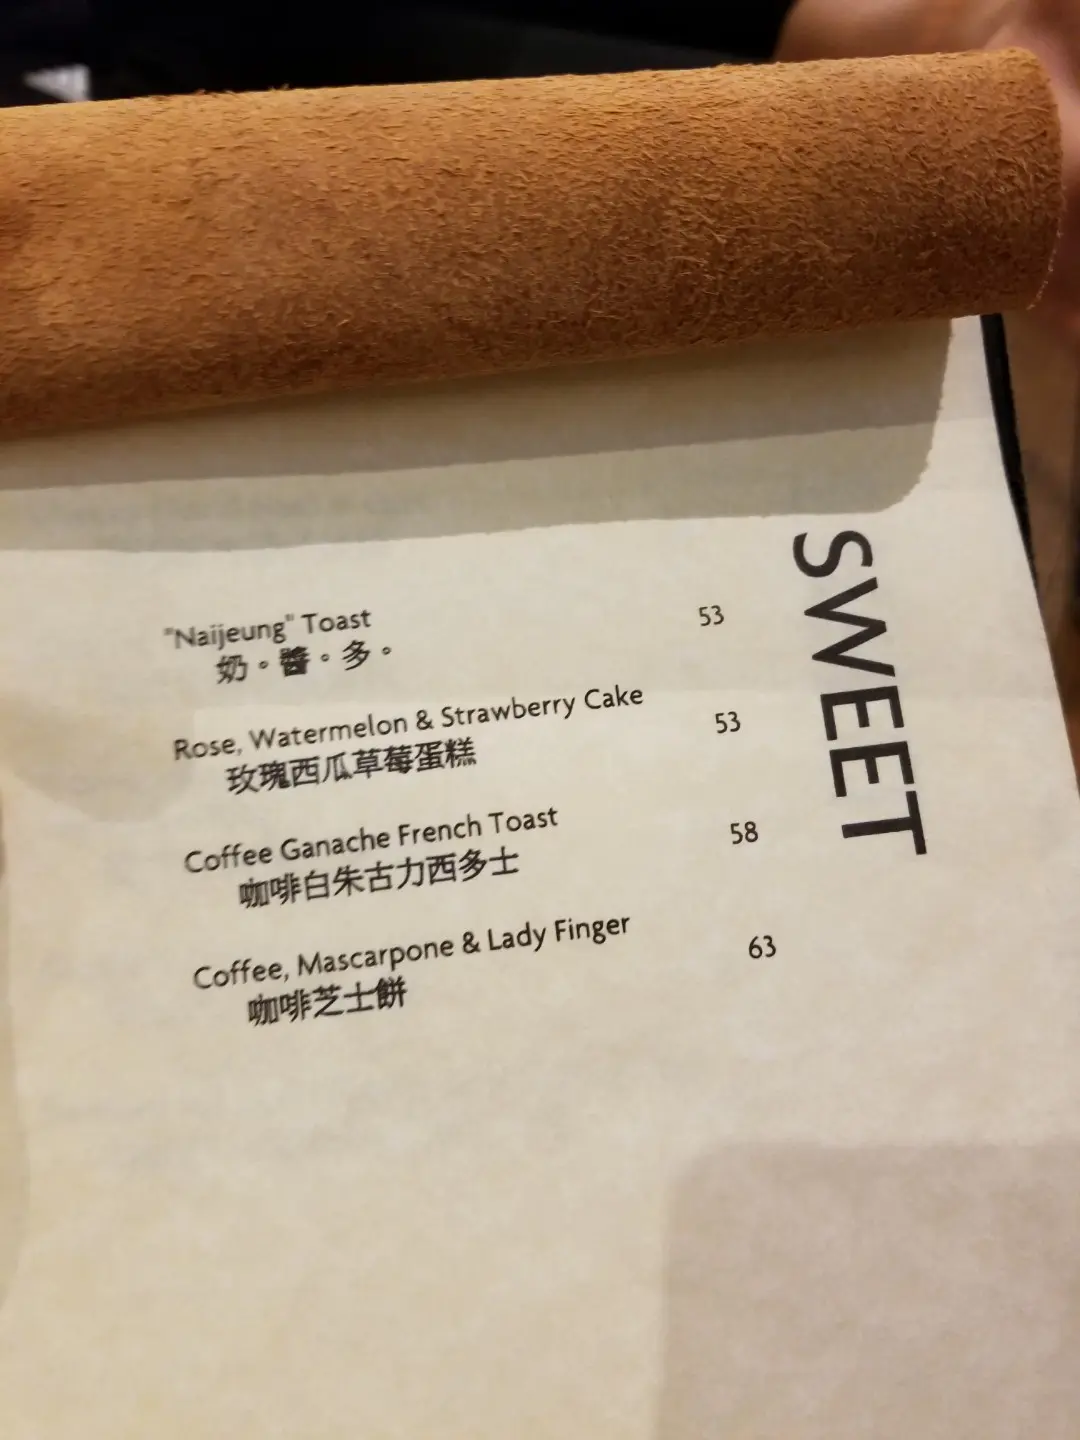 SWEET
"Naijeung" Toast 53
奶。醬。多。
Rose, Watermelon & Strawberry Cake 53
玫瑰西瓜草莓蛋糕
Coffee Ganache French Toast 58
咖啡白朱古力西多士
Coffee, Mascarpone & Lady Finger 63
咖啡芝士餅